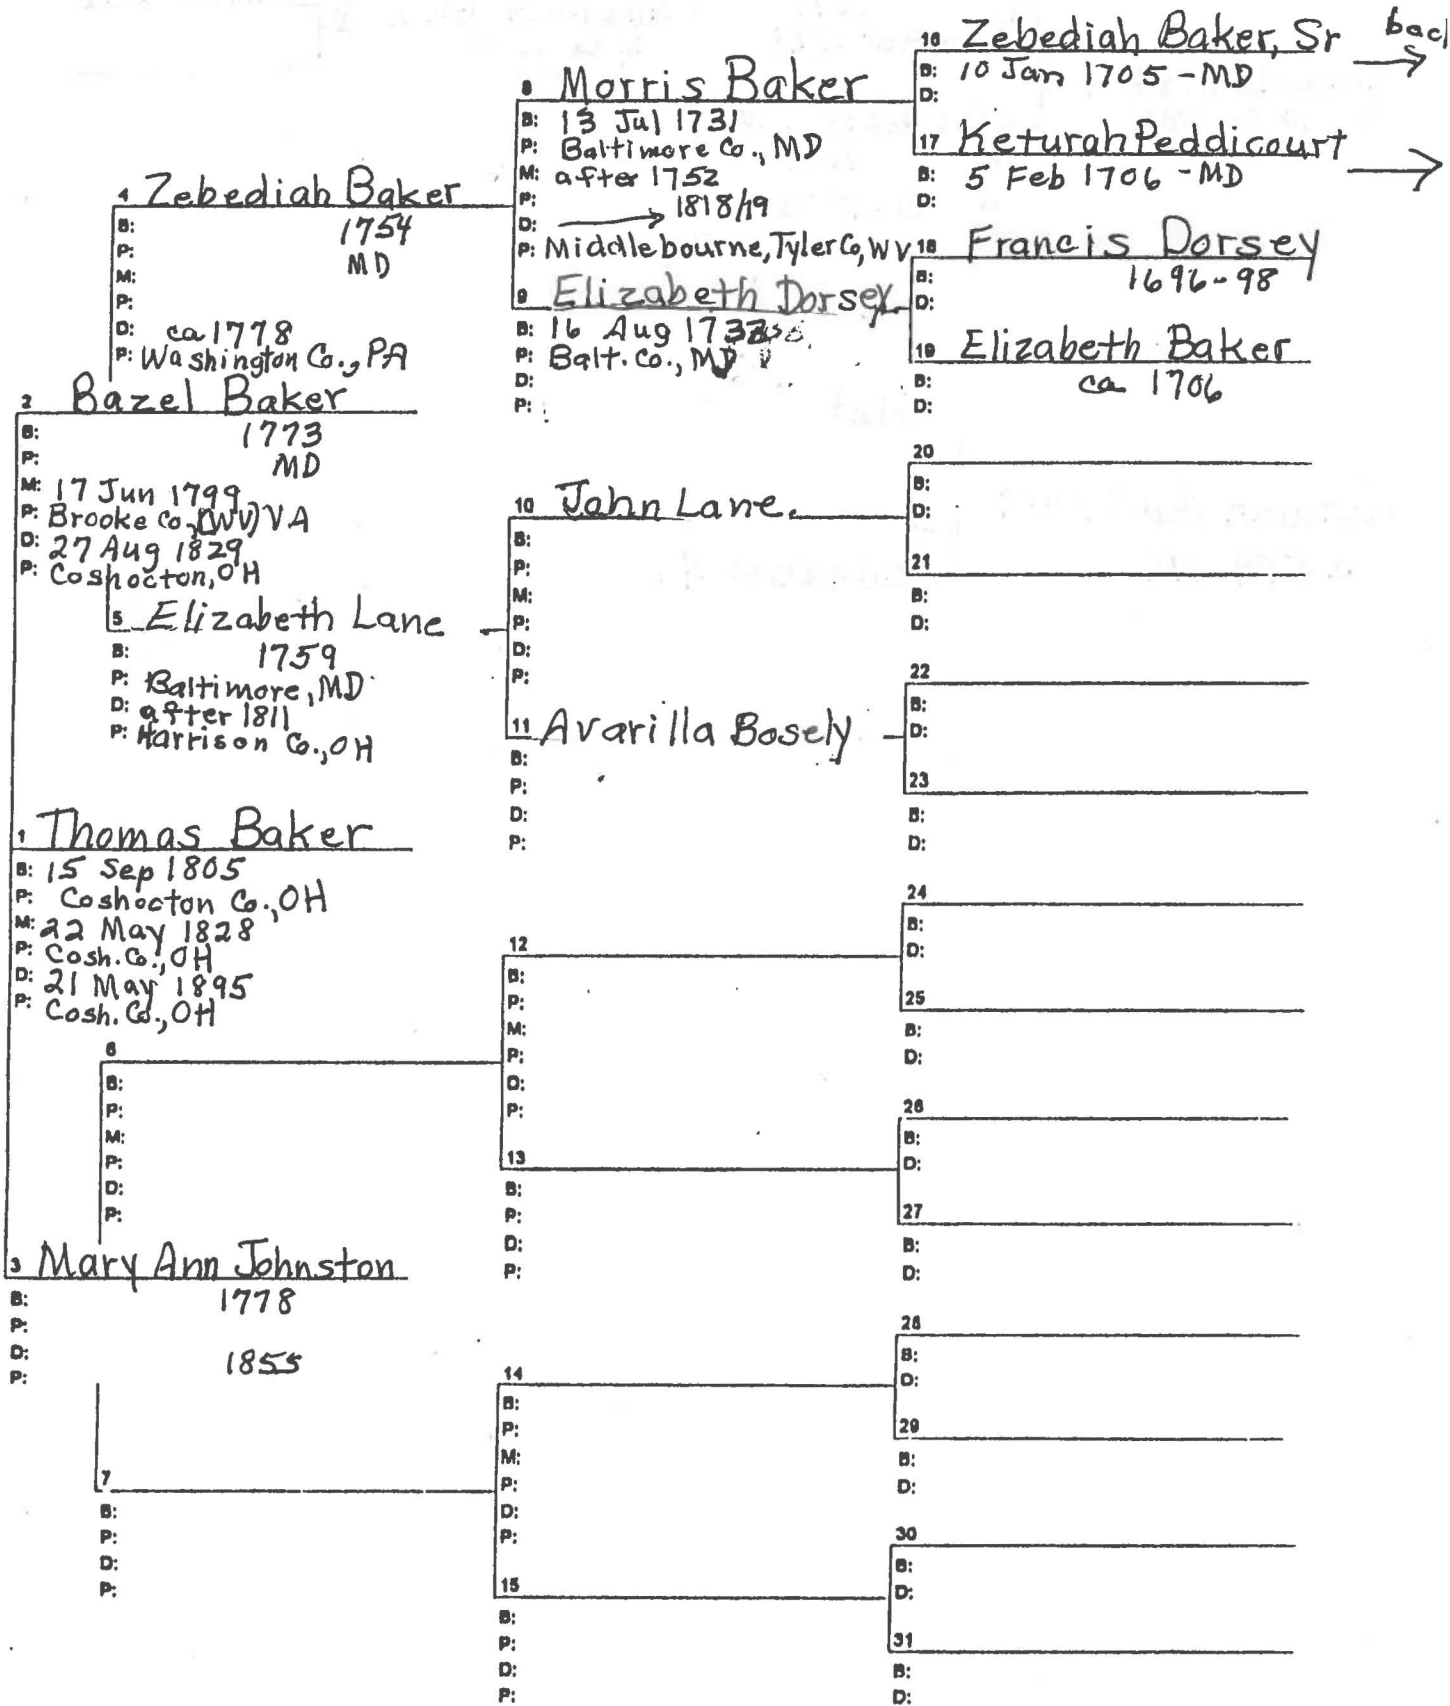 16 Zebediah Baker, Sr
B: 10 Jan 1705 - MD
D:
17 Keturah Peddicourt
B: 5 Feb 1706 - MD
D:
8 Morris Baker
B: 13 Jul 1731
P: Baltimore Co., MD
M: after 1752
P:
D: 1818/19
P: Middlebourne, Tyler Co, WV
4 Zebediah Baker
B: 1754
P: MD
M:
P:
D: ca 1778
P: Washington Co., PA
18 Francis Dorsey
B: 1696-98
D:
9 Elizabeth Dorsey
B: 16 Aug
P: Balt. Co., MD
D:
P:
19 Elizabeth Baker
B: ca 1706
D:
2 Bazel Baker
B: 1773
P: MD
M: 17 Jun 1799
P: Brooke Co., (WV) VA
D: 27 Aug 1829
P: Coshocton, OH
20
B:
D:
10 John Lane
B:
P:
M:
P:
D:
P:
21
B:
D:
5 Elizabeth Lane
B: 1759
P: Baltimore, MD
D: after 1811
P: Harrison Co., OH
22
B:
D:
11 Avarilla Bosely
B:
P:
D:
P:
23
B:
D:
1 Thomas Baker
B: 15 Sep 1805
P: Coshocton Co., OH
M: 22 May 1828
P: Cosh. Co., OH
D: 21 May 1895
P: Cosh. Co., OH
24
B:
D:
12
B:
P:
M:
P:
D:
P:
25
B:
D:
6
B:
P:
M:
P:
D:
P:
26
B:
D:
13
B:
P:
D:
P:
27
B:
D:
3 Mary Ann Johnston
B: 1778
P:
D: 1855
P:
28
B:
D:
14
B:
P:
M:
P:
D:
P:
29
B:
D:
7
B:
P:
D:
P:
30
B:
D:
15
B:
P:
D:
P:
31
B:
D: